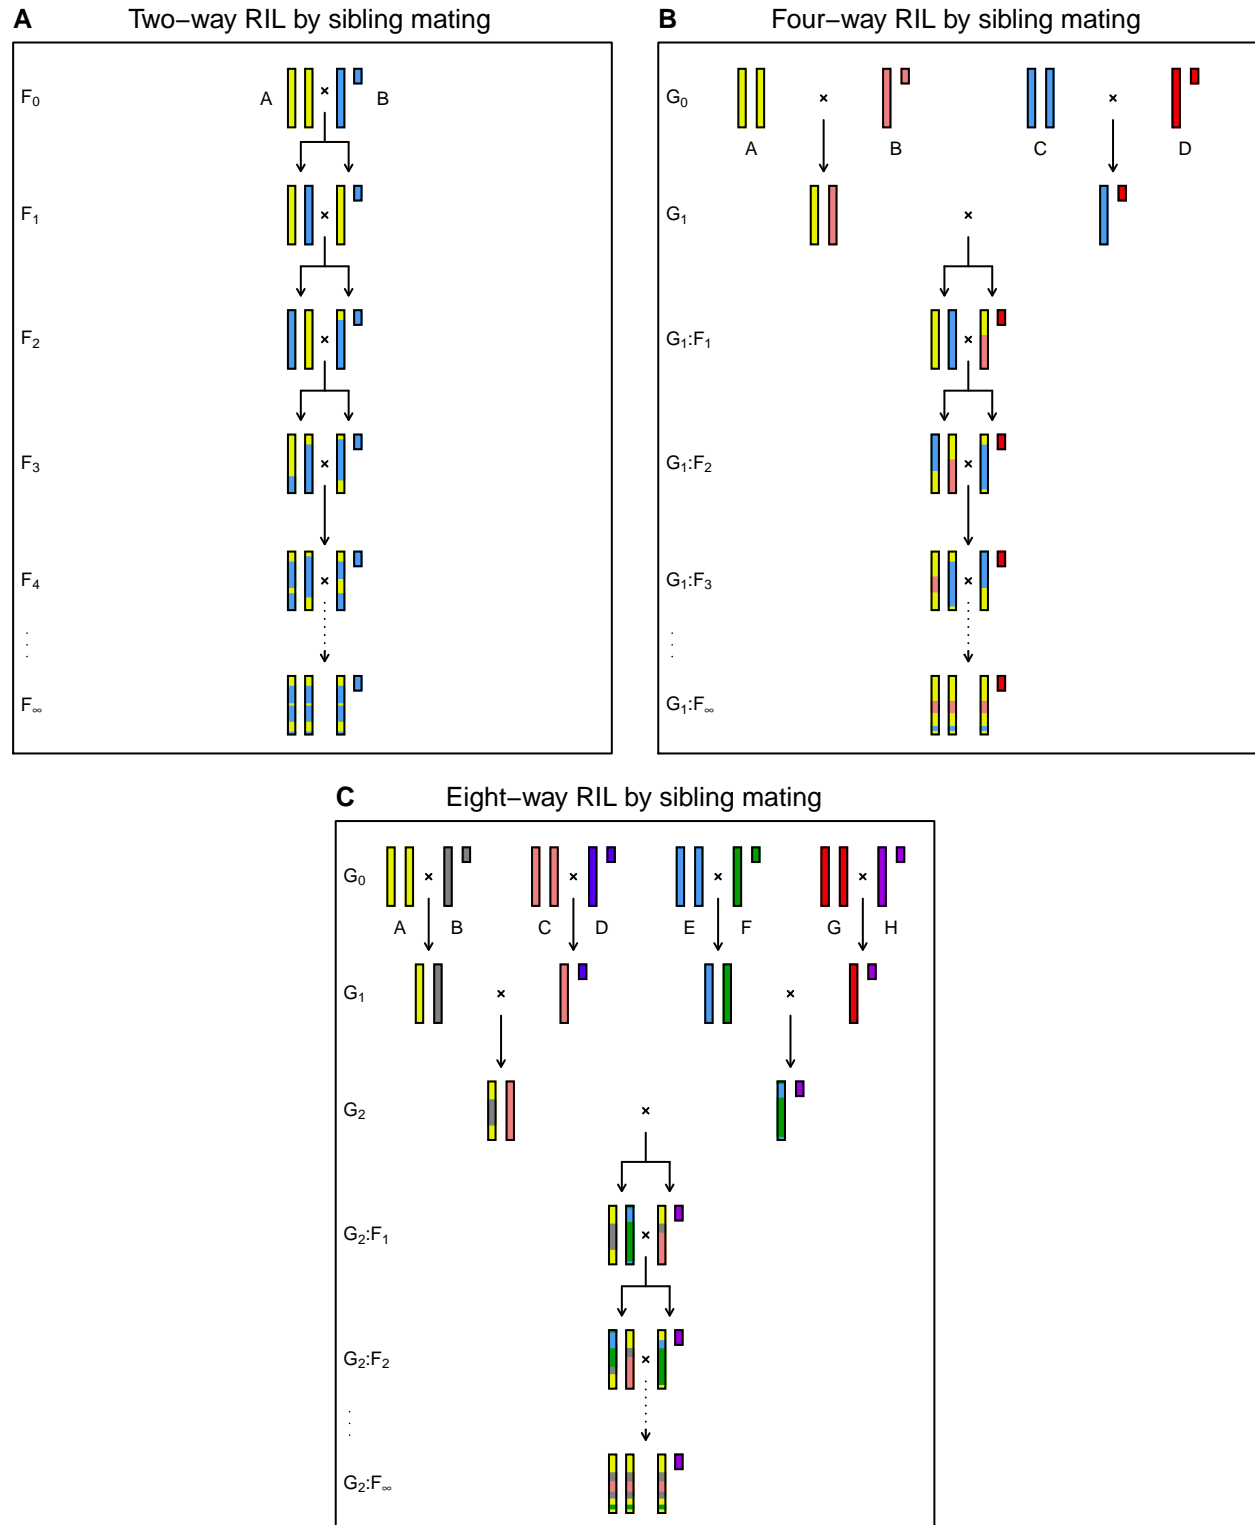 A Two−way RIL by sibling mating
F0
A × B
F1
×
F2
×
F3
×
F4
×
.
.
.
F∞
B Four−way RIL by sibling mating
G0
× ×
A B C D
G1
×
G1:F1
×
G1:F2
×
G1:F3
×
.
.
.
G1:F∞
C Eight−way RIL by sibling mating
G0
× × × ×
A B C D E F G H
G1
× ×
G2
×
G2:F1
×
G2:F2
×
.
.
.
G2:F∞